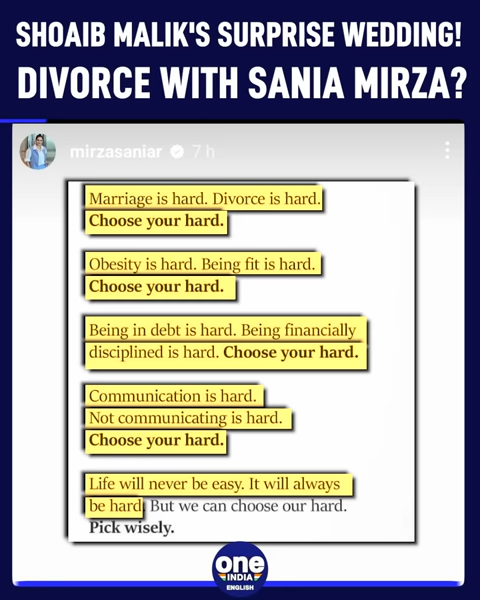 SHOAIB MALIK'S SURPRISE WEDDING!
DIVORCE WITH SANIA MIRZA?
mirzasaniar 7 h
Marriage is hard. Divorce is hard.
Choose your hard.
Obesity is hard. Being fit is hard.
Choose your hard.
Being in debt is hard. Being financially
disciplined is hard. Choose your hard.
Communication is hard.
Not communicating is hard.
Choose your hard.
Life will never be easy. It will always
be hard. But we can choose our hard.
Pick wisely.
one
INDIA
ENGLISH